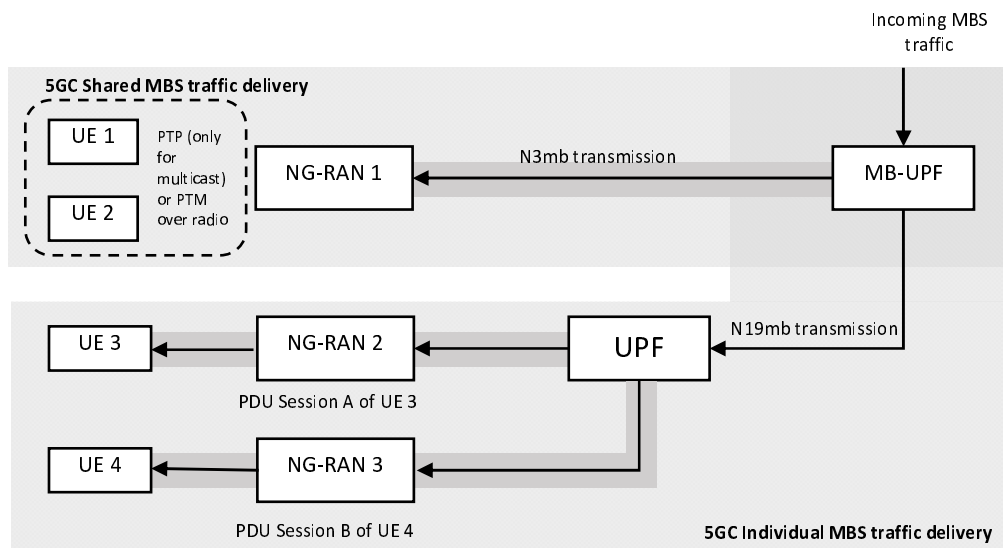 Incoming MBS
traffic
5GC Shared MBS traffic delivery
UE 1
UE 2
PTP (only
for
multicast)
or PTM
over radio
NG-RAN 1
N3mb transmission
MB-UPF
N19mb transmission
UE 3
NG-RAN 2
UPF
PDU Session A of UE 3
UE 4
NG-RAN 3
PDU Session B of UE 4
5GC Individual MBS traffic delivery